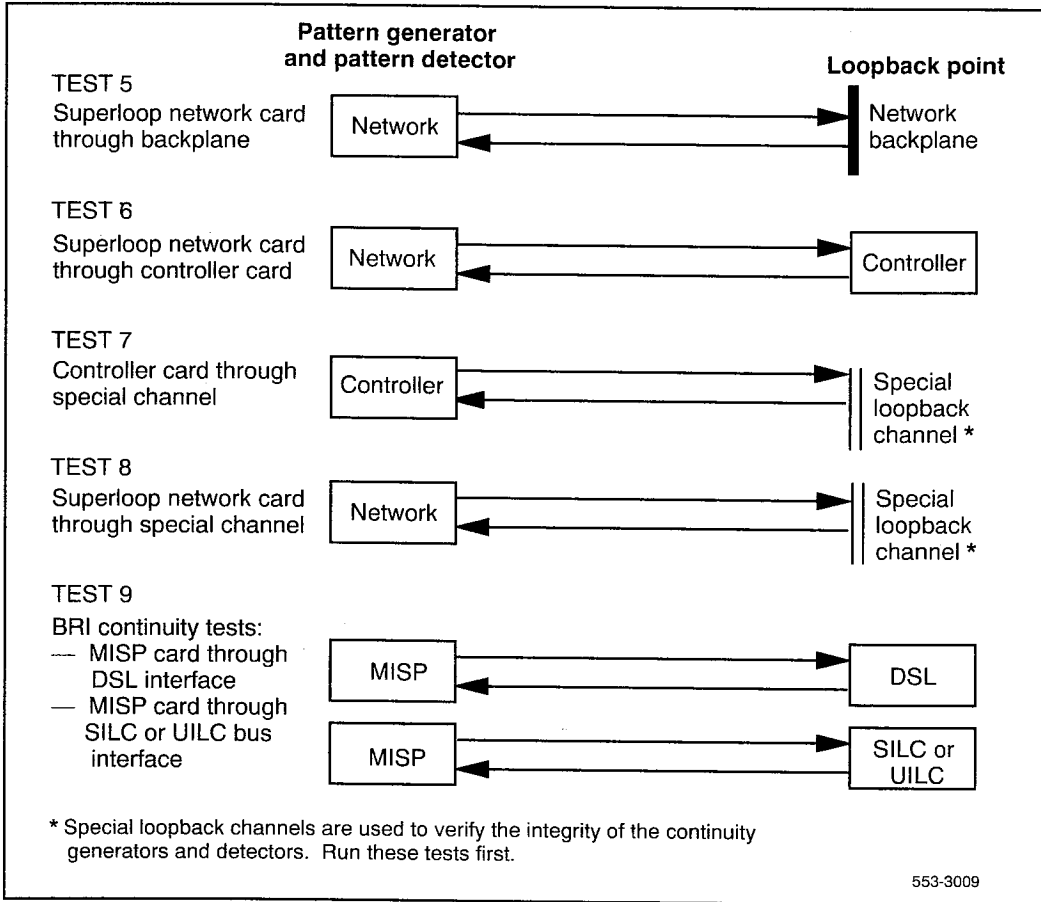 Pattern generator
and pattern detector
Loopback point
TEST 5
Superloop network card
through backplane
Network
Network
backplane
TEST 6
Superloop network card
through controller card
Network
Controller
TEST 7
Controller card through
special channel
Controller
Special
loopback
channel *
TEST 8
Superloop network card
through special channel
Network
Special
loopback
channel *
TEST 9
BRI continuity tests:
— MISP card through
DSL interface
— MISP card through
SILC or UILC bus
interface
MISP
DSL
MISP
SILC or
UILC
* Special loopback channels are used to verify the integrity of the continuity
generators and detectors. Run these tests first.
553-3009